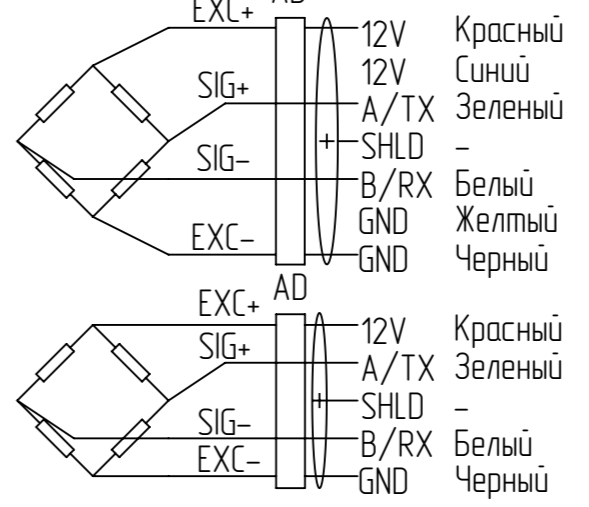 AD
EXC+ 12V Красный
12V Синий
SIG+ A/TX Зеленый
SHLD –
SIG– B/RX Белый
GND Желтый
EXC– GND Черный
AD
EXC+ 12V Красный
SIG+ A/TX Зеленый
SHLD –
SIG– B/RX Белый
EXC– GND Черный